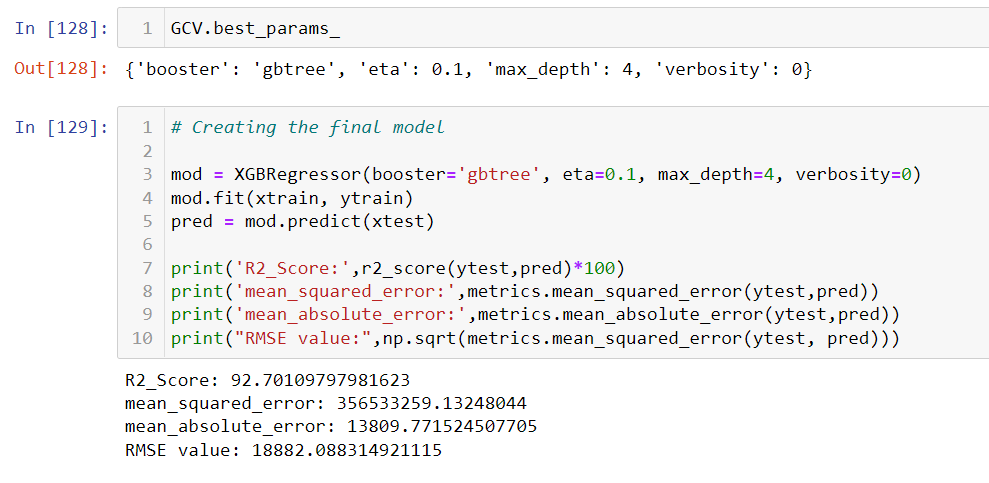 In [128]: 1 GCV.best_params_
Out[128]: {'booster': 'gbtree', 'eta': 0.1, 'max_depth': 4, 'verbosity': 0}
In [129]: 1 # Creating the final model
2
3 mod = XGBRegressor(booster='gbtree', eta=0.1, max_depth=4, verbosity=0)
4 mod.fit(xtrain, ytrain)
5 pred = mod.predict(xtest)
6
7 print('R2_Score:',r2_score(ytest,pred)*100)
8 print('mean_squared_error:',metrics.mean_squared_error(ytest,pred))
9 print('mean_absolute_error:',metrics.mean_absolute_error(ytest,pred))
10 print("RMSE value:",np.sqrt(metrics.mean_squared_error(ytest, pred)))
R2_Score: 92.70109797981623
mean_squared_error: 356533259.13248044
mean_absolute_error: 13809.771524507705
RMSE value: 18882.088314921115